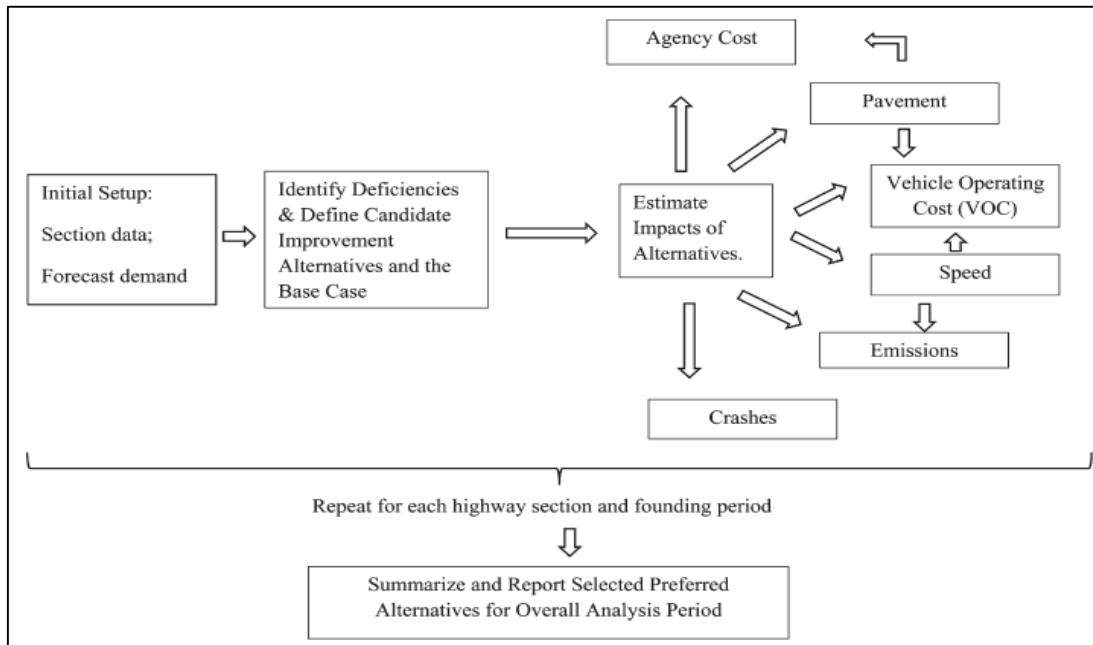 Agency Cost
Pavement
Initial Setup:
Section data;
Forecast demand
Identify Deficiencies
& Define Candidate
Improvement
Alternatives and the
Base Case
Estimate
Impacts of
Alternatives.
Vehicle Operating
Cost (VOC)
Speed
Emissions
Crashes
Repeat for each highway section and founding period
Summarize and Report Selected Preferred
Alternatives for Overall Analysis Period